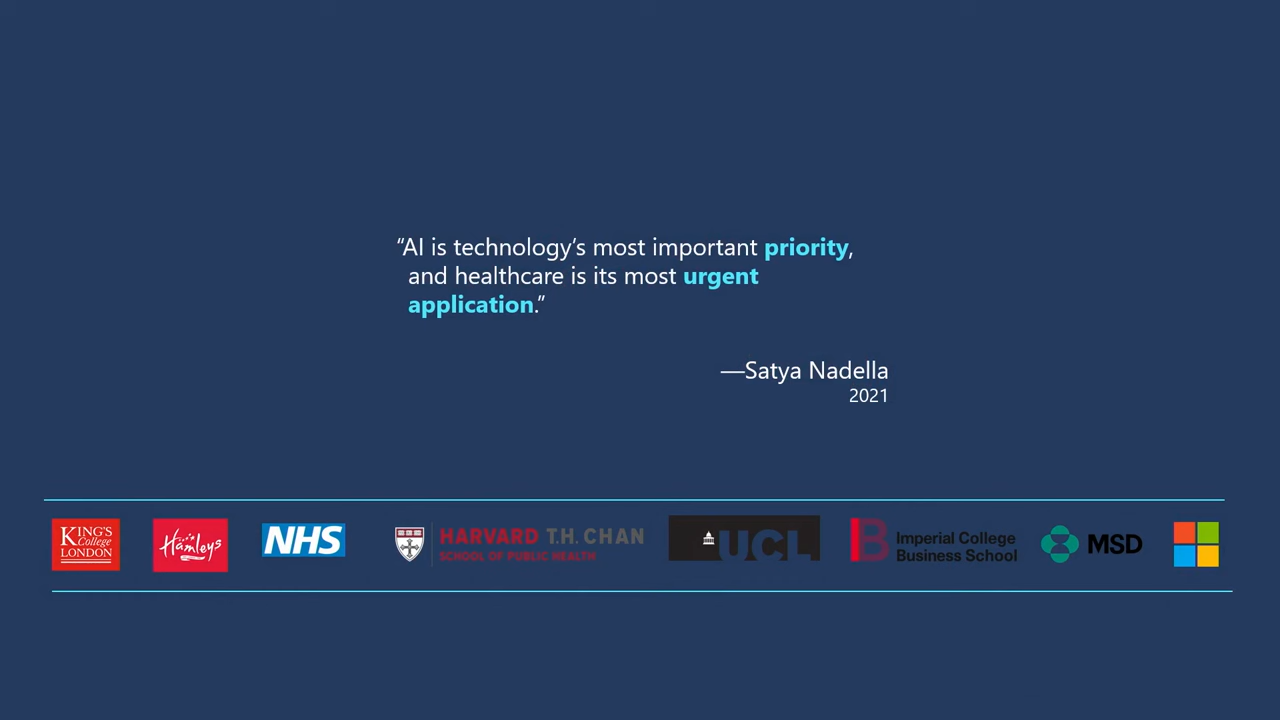 “AI is technology’s most important priority,
and healthcare is its most urgent
application.”
—Satya Nadella
2021
KING'S
College
LONDON
Hamleys
NHS
HARVARD T.H. CHAN
SCHOOL OF PUBLIC HEALTH
UCL
Imperial College
Business School
MSD